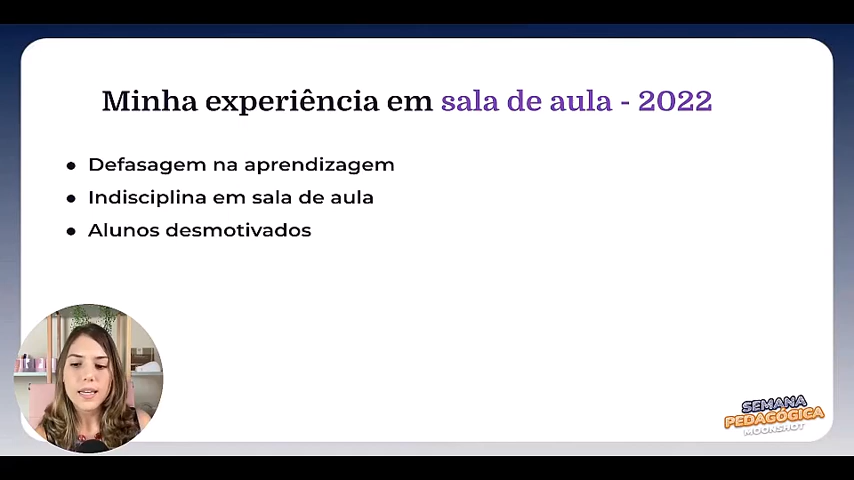 Minha experiência em sala de aula - 2022
● Defasagem na aprendizagem
● Indisciplina em sala de aula
● Alunos desmotivados
SEMANA
PEDAGÓGICA
MOONSHOT